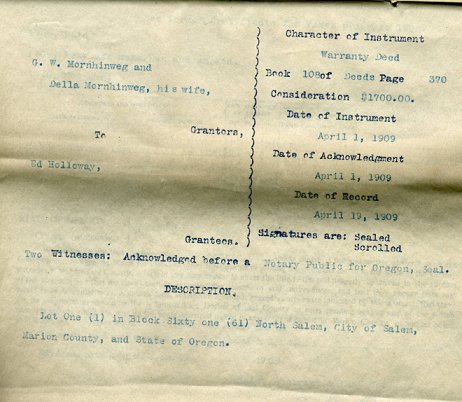 Character of Instrument
Warranty Deed
G. W. Mornhinweg and
Della Mornhinweg, his wife,
Book 108of Deeds Page 370
Consideration $1700.00.
Date of Instrument
April 1, 1909
Grantors,
To
Date of Acknowledgment
April 1, 1909
Ed Holloway,
Date of Record
April 19, 1909
Grantees.
Signatures are: Sealed
Scrolled
Two Witnesses: Acknowledged before a Notary Public for Oregon, Seal.
DESCRIPTION.
Lot One (1) in Block Sixty one (61) North Salem, City of Salem,
Marion County, and State of Oregon.